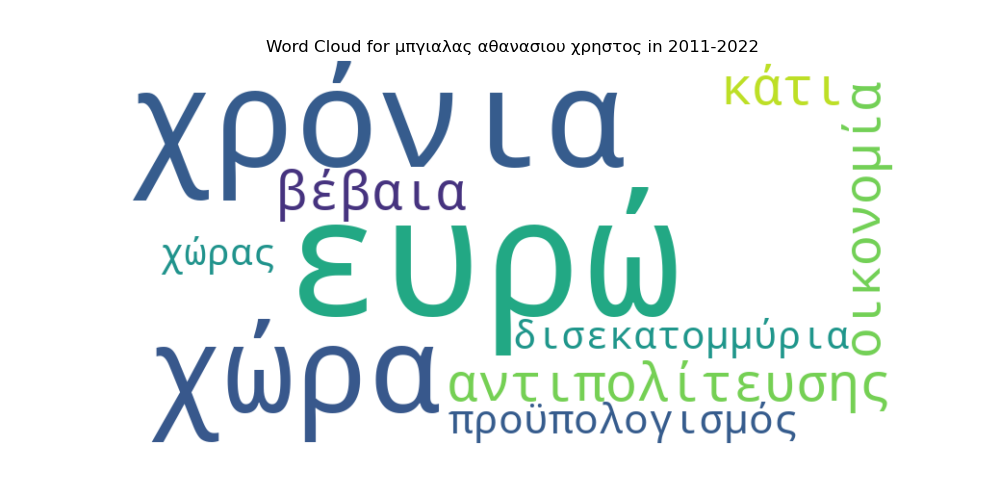 Word Cloud for μπγιαλας αθανασιου χρηστος in 2011-2022
χρόνια
κάτι
οικονομία
βέβαια
ευρώ
χώρας
δισεκατομμύρια
χώρα
αντιπολίτευσης
προϋπολογισμός